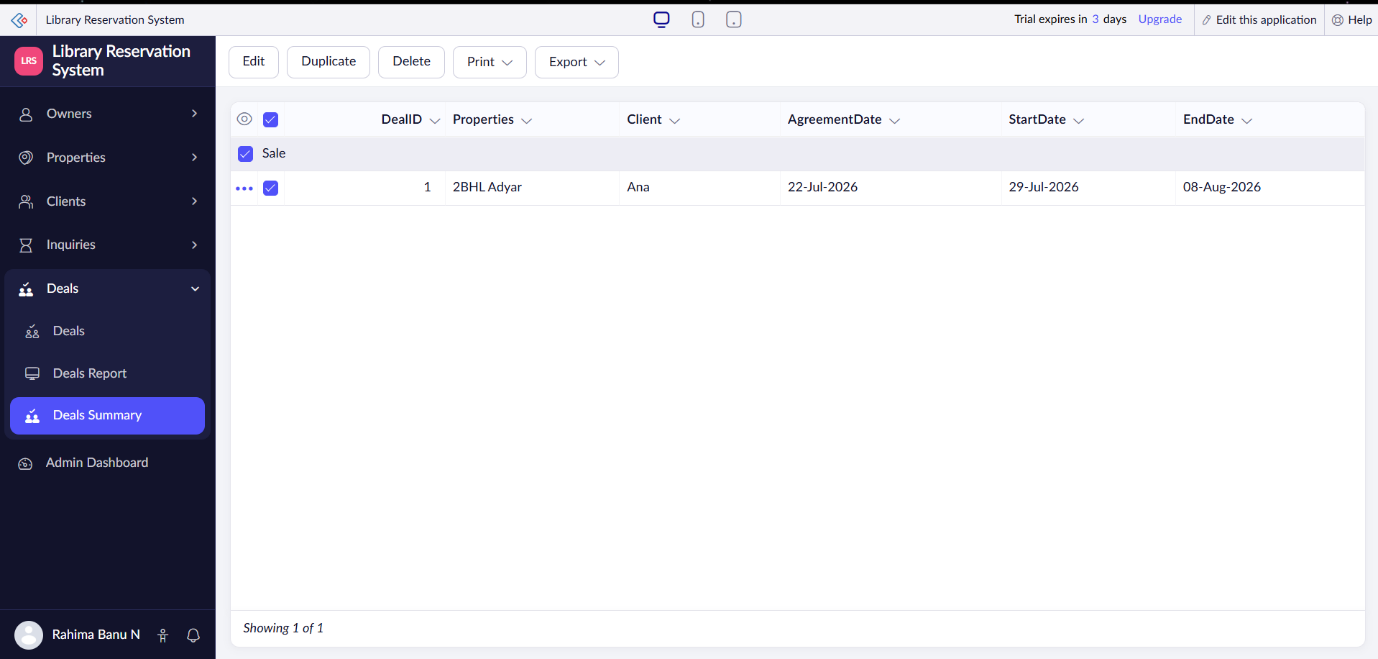 Library Reservation System
Trial expires in 3 days Upgrade
Edit this application
Help
LRS
Library Reservation
System
Owners
Properties
Clients
Inquiries
Deals
Deals
Deals Report
Deals Summary
Admin Dashboard
Rahima Banu N
Edit Duplicate Delete Print Export
DealID Properties Client AgreementDate StartDate EndDate
Sale
1 2BHL Adyar Ana 22-Jul-2026 29-Jul-2026 08-Aug-2026
Showing 1 of 1